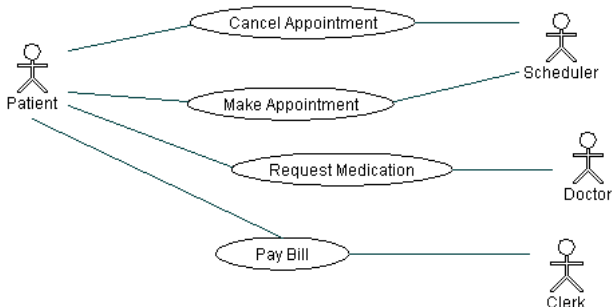 Cancel Appointment
Scheduler
Patient
Make Appointment
Request Medication
Doctor
Pay Bill
Clerk